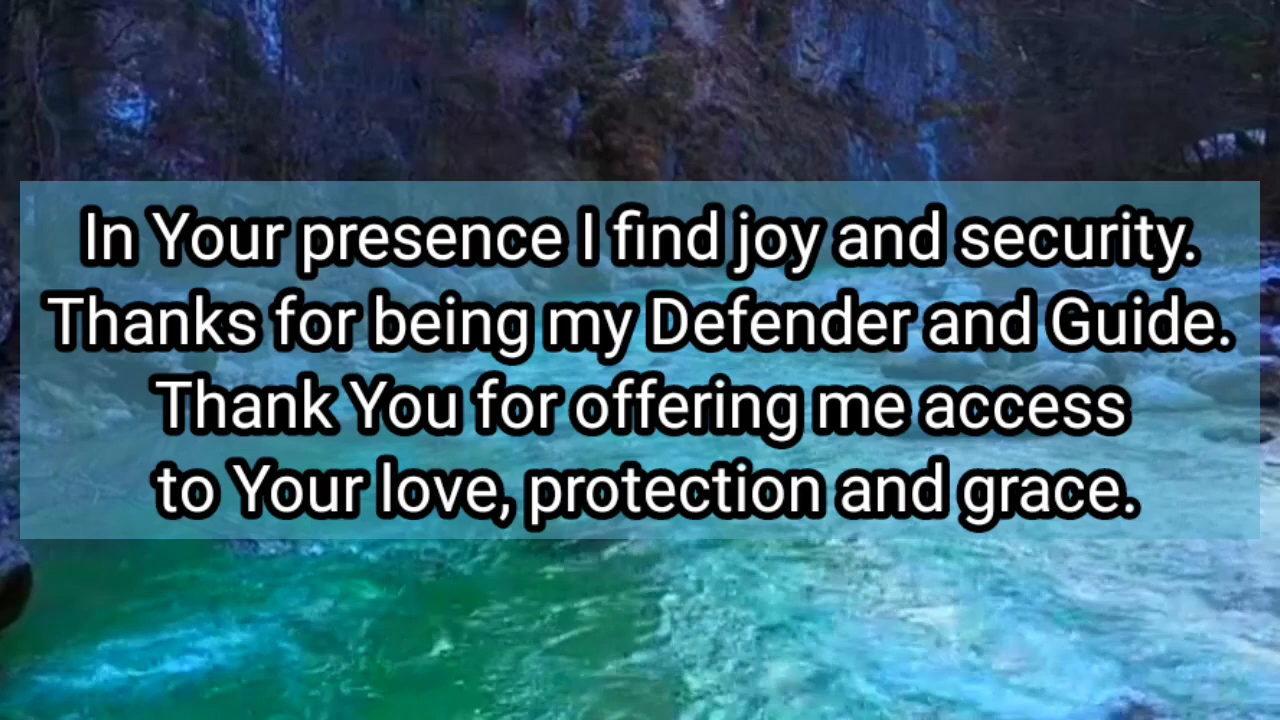 In Your presence I find joy and security.
Thanks for being my Defender and Guide.
Thank You for offering me access
to Your love, protection and grace.